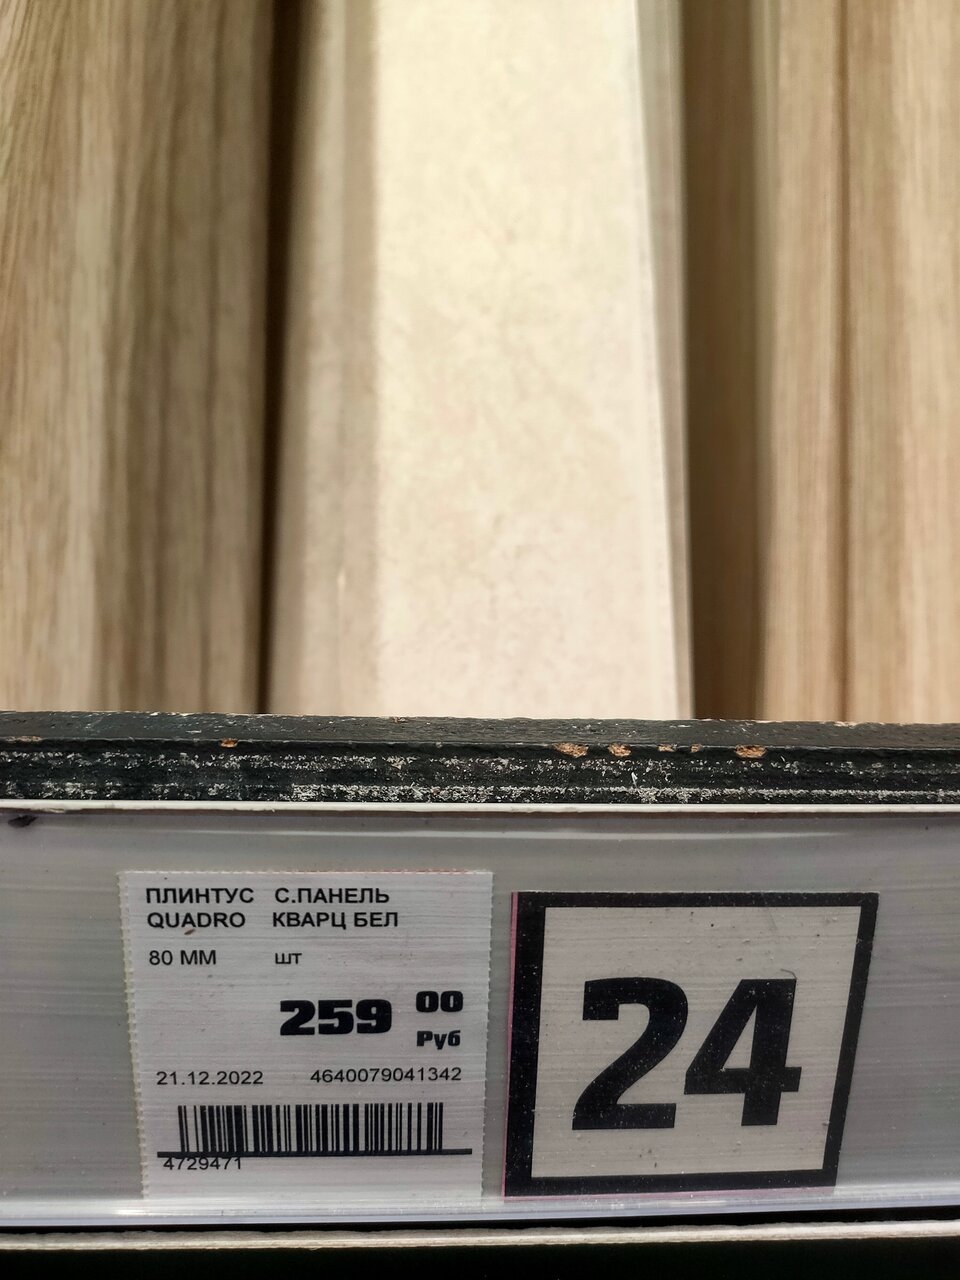 ПЛИНТУС С.ПАНЕЛЬ
QUADRO КВАРЦ БЕЛ
80 ММ шт
259 00
Руб
21.12.2022 4640079041342
4729471
24